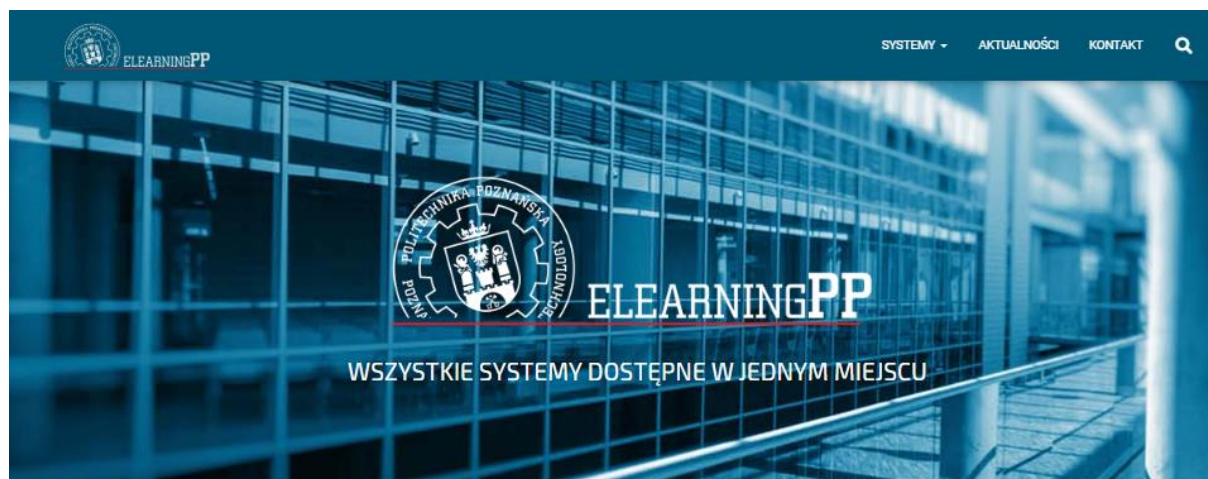 ELEARNINGPP
SYSTEMY
AKTUALNOŚCI
KONTAKT
POLITECHNIKA POZNAŃSKA
ELEARNINGPP
WSZYSTKIE SYSTEMY DOSTĘPNE W JEDNYM MIEJSCU